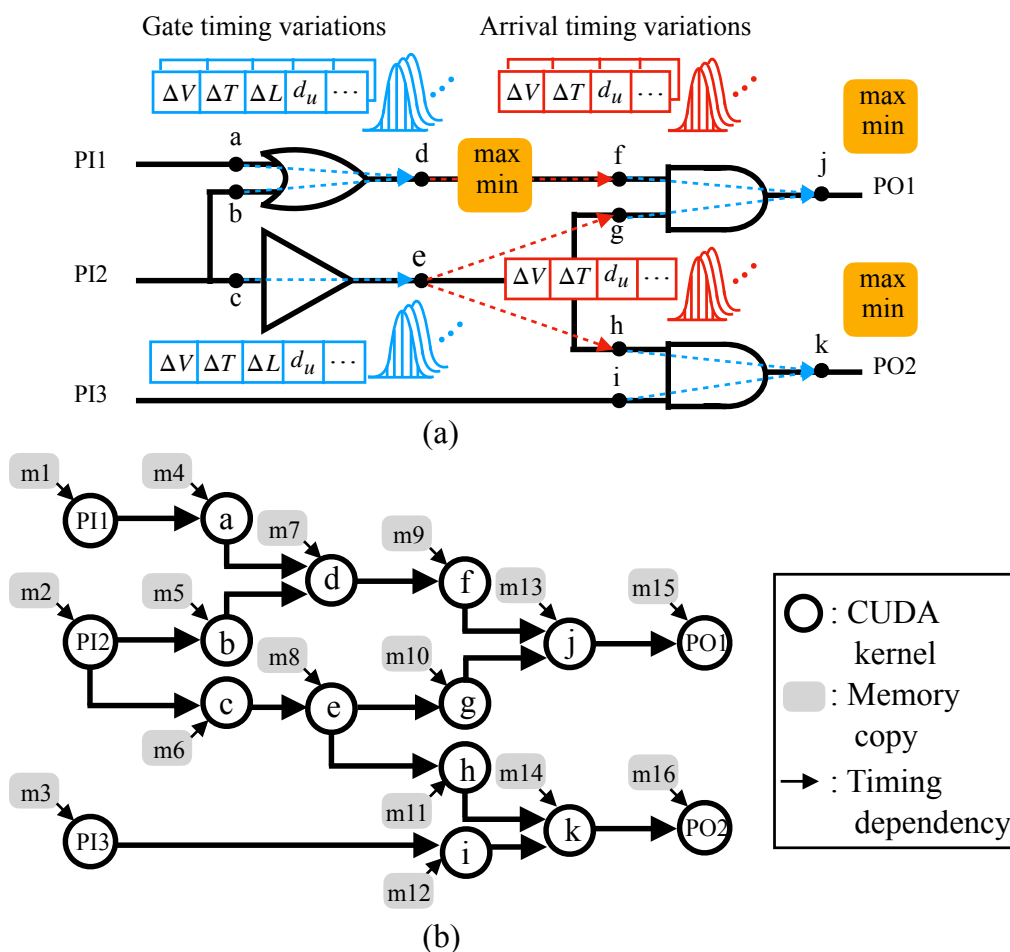 Gate timing variations
Arrival timing variations
ΔV ΔT ΔL d_u ...
ΔV ΔT d_u ...
max
min
PI1
a
b
d
max
min
f
g
j
PO1
PI2
c
e
ΔV ΔT d_u ...
max
min
ΔV ΔT ΔL d_u ...
h
k
PO2
PI3
i
(a)
m1
m4
PI1
a
m7
m9
d
f
m2
m5
m13
m15
PI2
b
m8
m10
j
PO1
c
e
g
m6
h
m14
m16
m3
m11
PI3
i
k
PO2
m12
(b)
: CUDA
kernel
: Memory
copy
: Timing
dependency